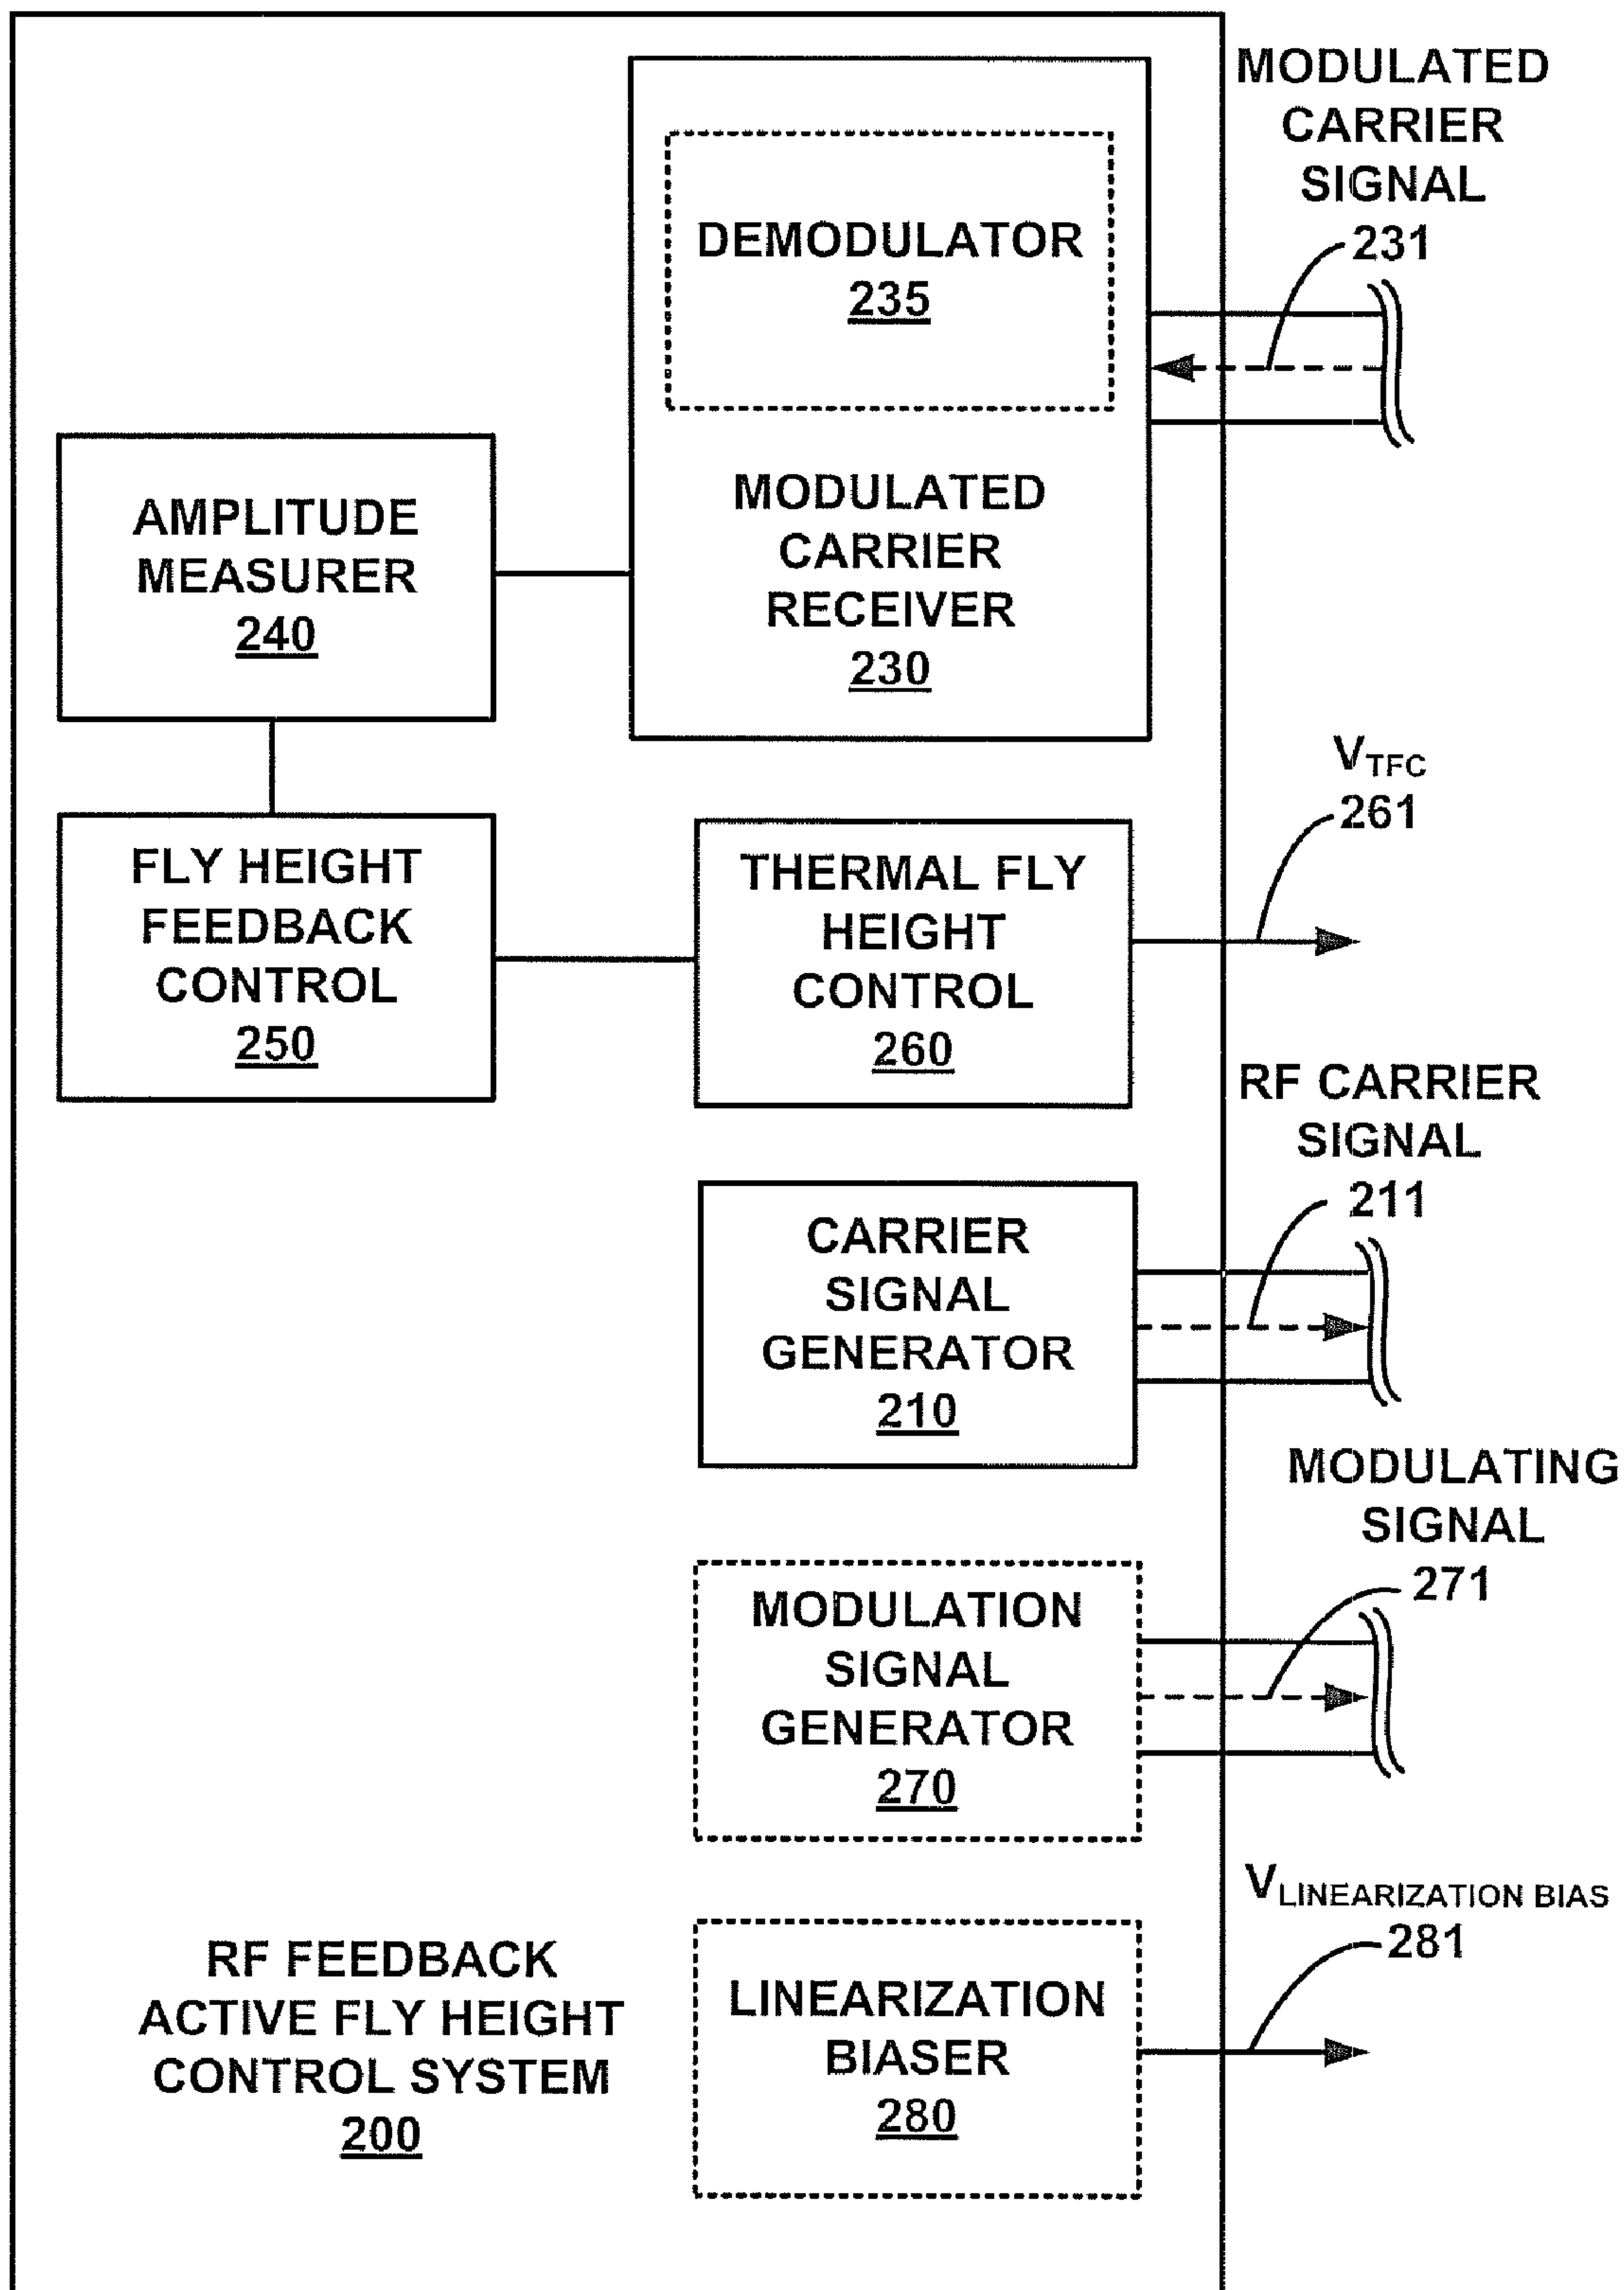 MODULATED
CARRIER
SIGNAL
231
DEMODULATOR
235
MODULATED
CARRIER
RECEIVER
230
AMPLITUDE
MEASURER
240
V_TFC
261
FLY HEIGHT
FEEDBACK
CONTROL
250
THERMAL FLY
HEIGHT
CONTROL
260
RF CARRIER
SIGNAL
211
CARRIER
SIGNAL
GENERATOR
210
MODULATING
SIGNAL
271
MODULATION
SIGNAL
GENERATOR
270
V_LINEARIZATION BIAS
281
LINEARIZATION
BIASER
280
RF FEEDBACK
ACTIVE FLY HEIGHT
CONTROL SYSTEM
200